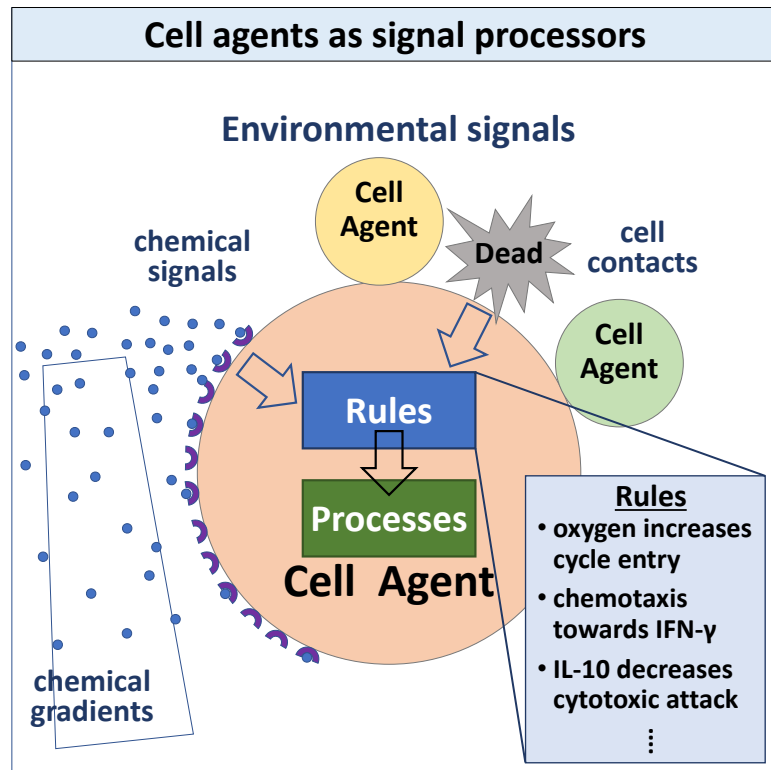 Cell agents as signal processors
Environmental signals
Cell
Agent
Dead
cell
contacts
chemical
signals
Cell
Agent
Rules
Processes
Cell Agent
chemical
gradients
Rules
• oxygen increases
cycle entry
• chemotaxis
towards IFN-γ
• IL-10 decreases
cytotoxic attack
⋮